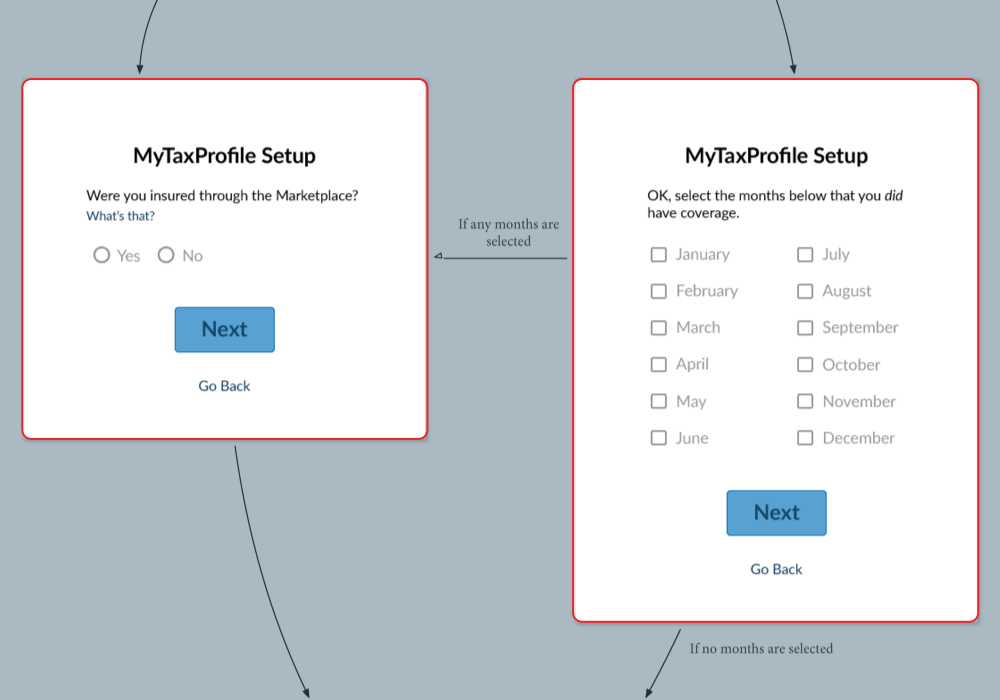 MyTaxProfile Setup
Were you insured through the Marketplace?
What's that?
Yes No
Next
Go Back
If any months are
selected
MyTaxProfile Setup
OK, select the months below that you did
have coverage.
January July
February August
March September
April October
May November
June December
Next
Go Back
If no months are selected